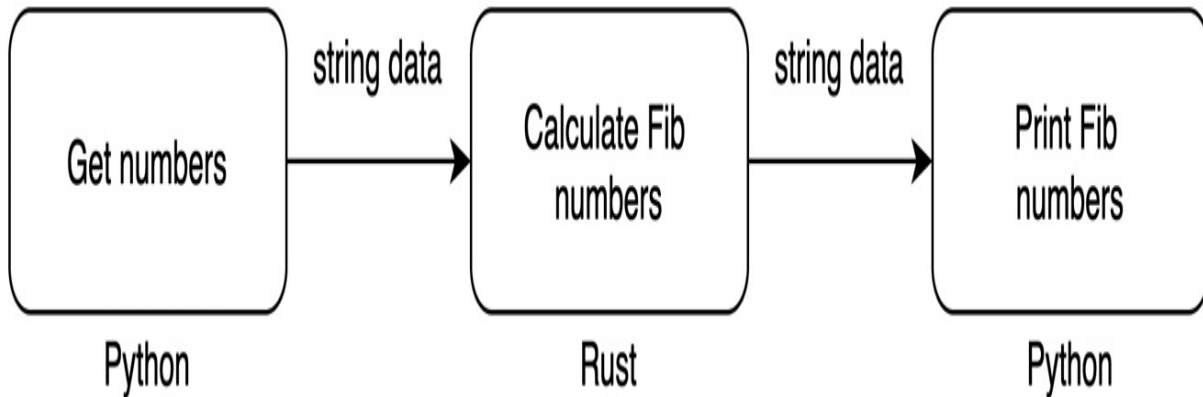 string data
string data
Get numbers
Calculate Fib
numbers
Print Fib
numbers
Python
Rust
Python